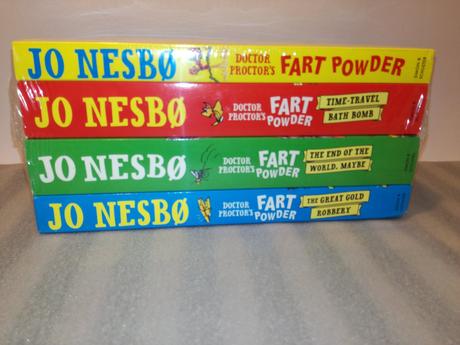 JO NESBØ DOCTOR PROCTOR'S FART POWDER
JO NESBØ DOCTOR PROCTOR'S FART POWDER TIME-TRAVEL BATH BOMB
JO NESBØ DOCTOR PROCTOR'S FART POWDER THE END OF THE WORLD. MAYBE
JO NESBØ DOCTOR PROCTOR'S FART POWDER THE GREAT GOLD ROBBERY